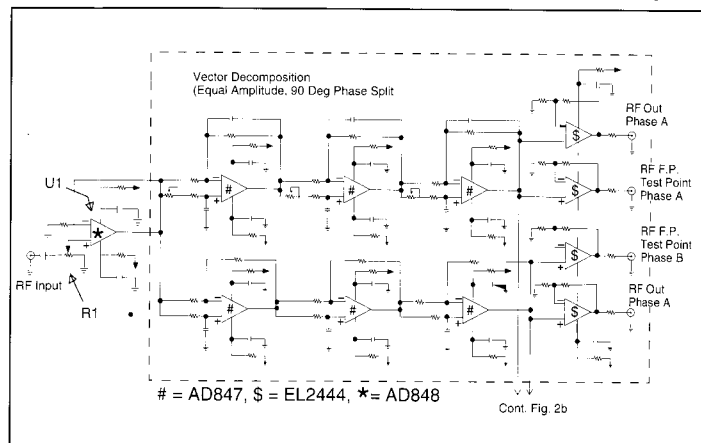 Vector Decomposition
(Equal Amplitude, 90 Deg Phase Split
$
RF Out
Phase A
U1
#
#
#
$
RF F.P.
Test Point
Phase A
*
RF Input
R1
$
RF F.P.
Test Point
Phase B
#
#
#
$
RF Out
Phase A
# = AD847, $ = EL2444, *= AD848
Cont. Fig. 2b